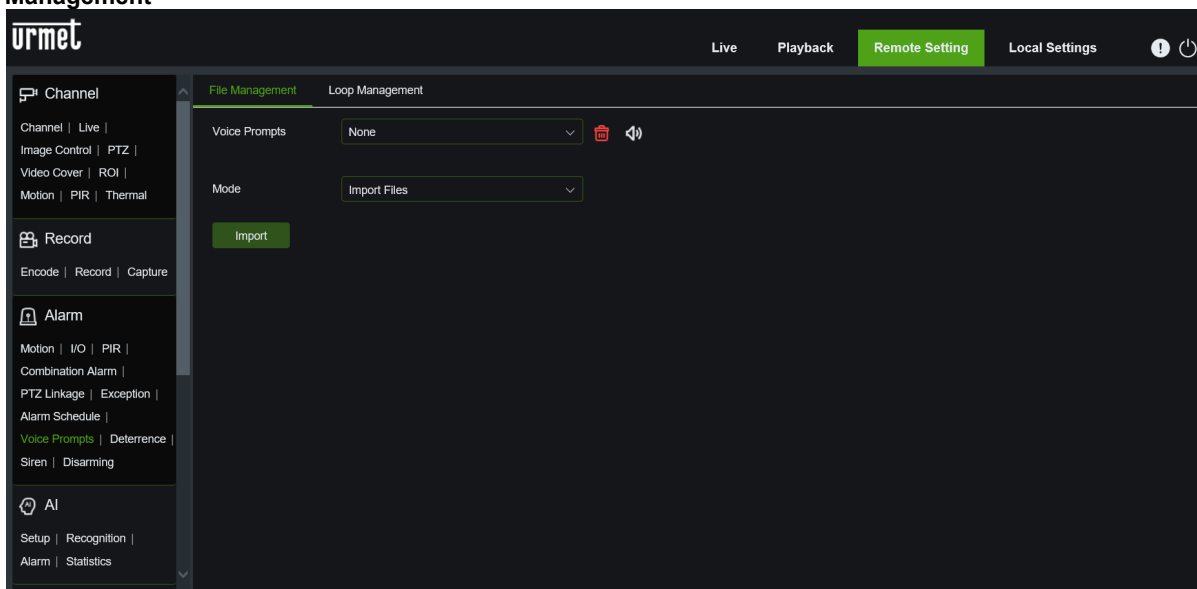 Management
urmet
Live Playback Remote Setting Local Settings
Channel
Channel | Live |
Image Control | PTZ |
Video Cover | ROI |
Motion | PIR | Thermal
Record
Encode | Record | Capture
Alarm
Motion | I/O | PIR |
Combination Alarm |
PTZ Linkage | Exception |
Alarm Schedule |
Voice Prompts | Deterrence |
Siren | Disarming
AI
Setup | Recognition |
Alarm | Statistics
File Management Loop Management
Voice Prompts None
Mode Import Files
Import